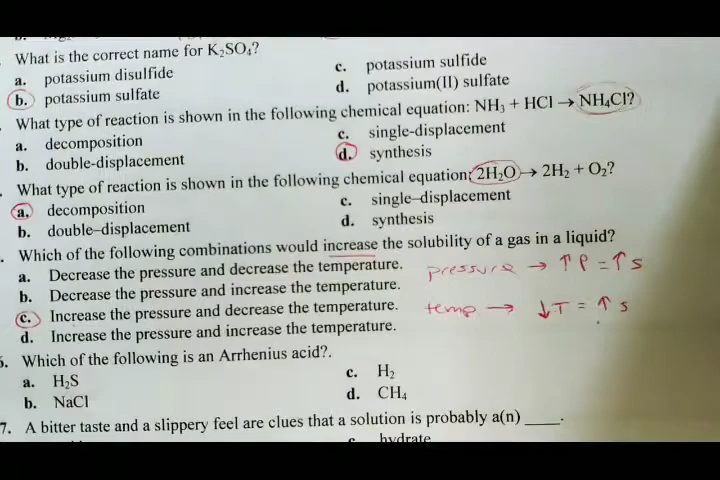 What is the correct name for K₂SO₄?
a. potassium disulfide
b. potassium sulfate
c. potassium sulfide
d. potassium(II) sulfate
What type of reaction is shown in the following chemical equation: NH₃ + HCl → NH₄Cl?
a. decomposition
b. double-displacement
c. single-displacement
d. synthesis
What type of reaction is shown in the following chemical equation: 2H₂O → 2H₂ + O₂?
a. decomposition
b. double–displacement
c. single–displacement
d. synthesis
Which of the following combinations would increase the solubility of a gas in a liquid?
a. Decrease the pressure and decrease the temperature.
b. Decrease the pressure and increase the temperature.
c. Increase the pressure and decrease the temperature.
d. Increase the pressure and increase the temperature.
pressure → ↑ P = ↑ s
temp → ↓ T = ↑ s
6. Which of the following is an Arrhenius acid?.
a. H₂S
b. NaCl
c. H₂
d. CH₄
7. A bitter taste and a slippery feel are clues that a solution is probably a(n) ____.
c. hydrate